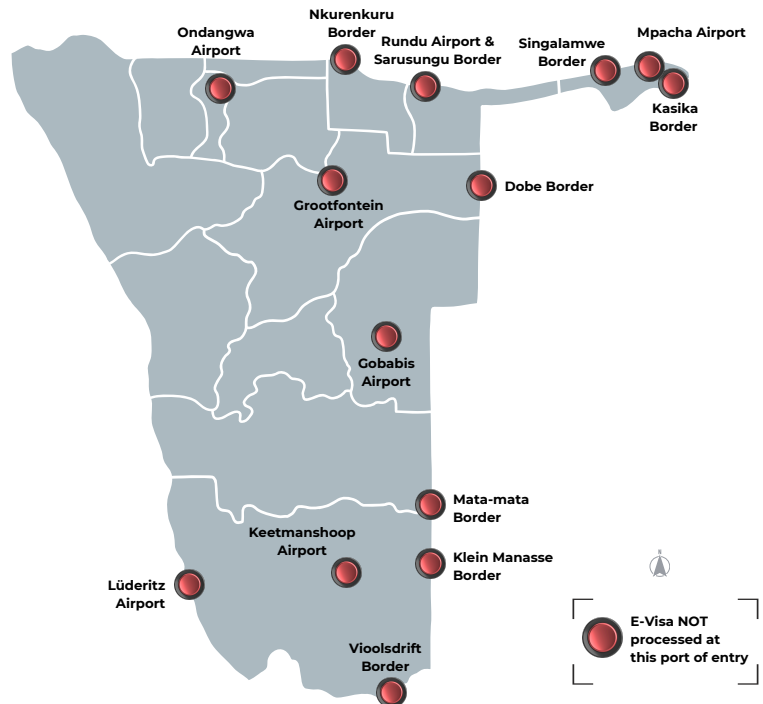 Ondangwa
Airport
Nkurenkuru
Border
Rundu Airport &
Sarusungu Border
Singalamwe
Border
Mpacha Airport
Kasika
Border
Dobe Border
Grootfontein
Airport
Gobabis
Airport
Mata-mata
Border
Keetmanshoop
Airport
Klein Manasse
Border
Lüderitz
Airport
Vioolsdrift
Border
N
E-Visa NOT
processed at
this port of entry